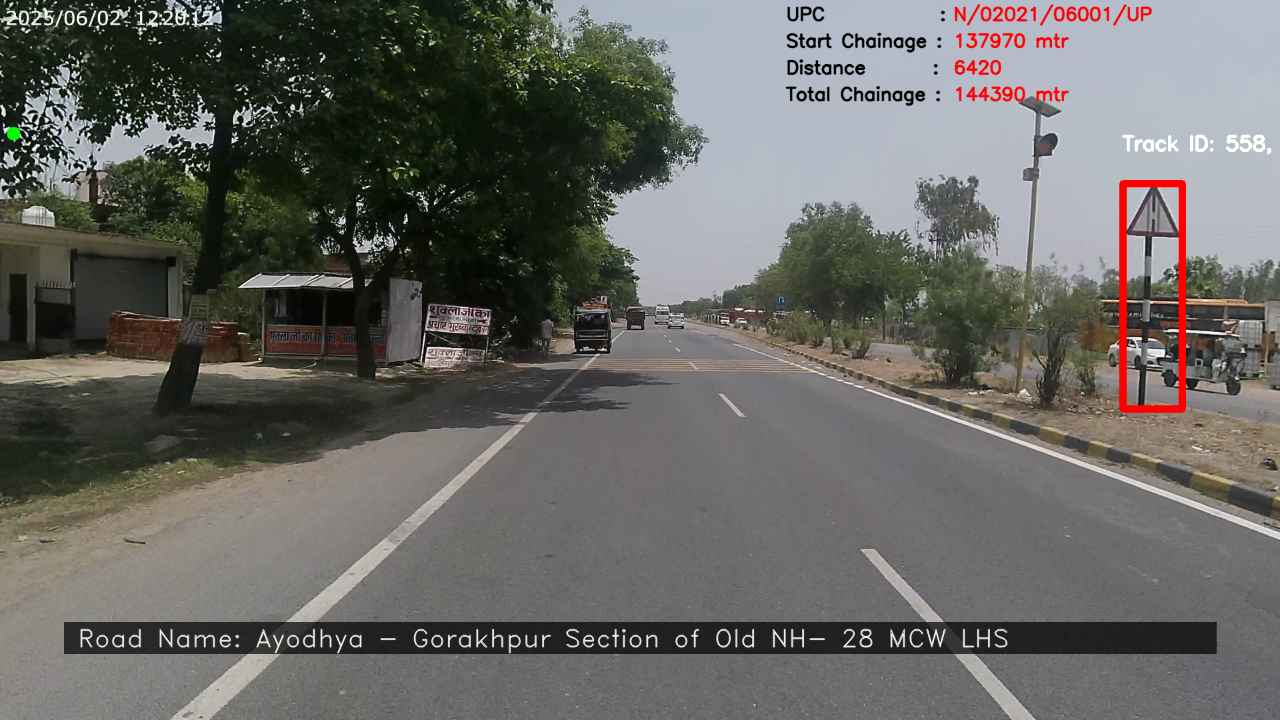 2025/06/02 12:20:12
UPC : N/02021/06001/UP
Start Chainage : 137970 mtr
Distance : 6420
Total Chainage : 144390 mtr
Track ID: 558,
शुक्ला जी का
Road Name: Ayodhya - Gorakhpur Section of Old NH- 28 MCW LHS